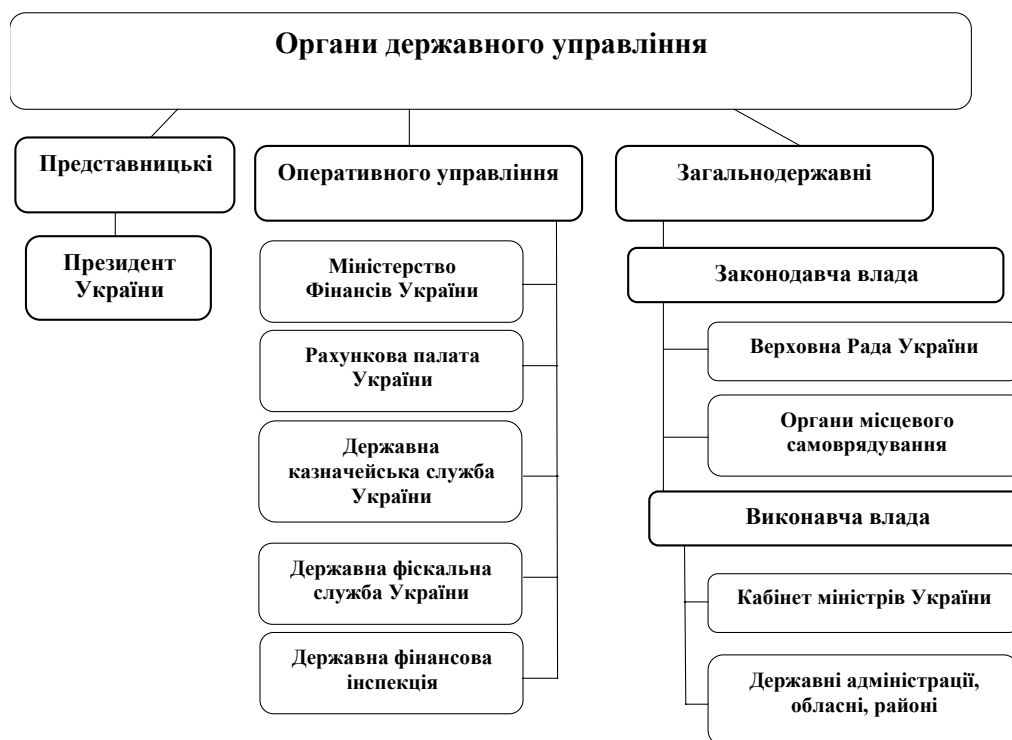 Органи державного управління
Представницькі
Президент
України
Оперативного управління
Міністерство
Фінансів України
Рахункова палата
України
Державна
казначейська служба
України
Державна фіскальна
служба України
Державна фінансова
інспекція
Загальнодержавні
Законодавча влада
Верховна Рада України
Органи місцевого
самоврядування
Виконавча влада
Кабінет міністрів України
Державні адміністрації,
обласні, районі